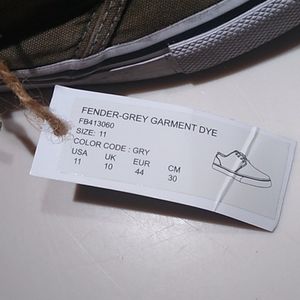 FENDER-GREY GARMENT DYE
FB413060
SIZE: 11
COLOR CODE : GRY
USA UK EUR CM
11 10 44 30